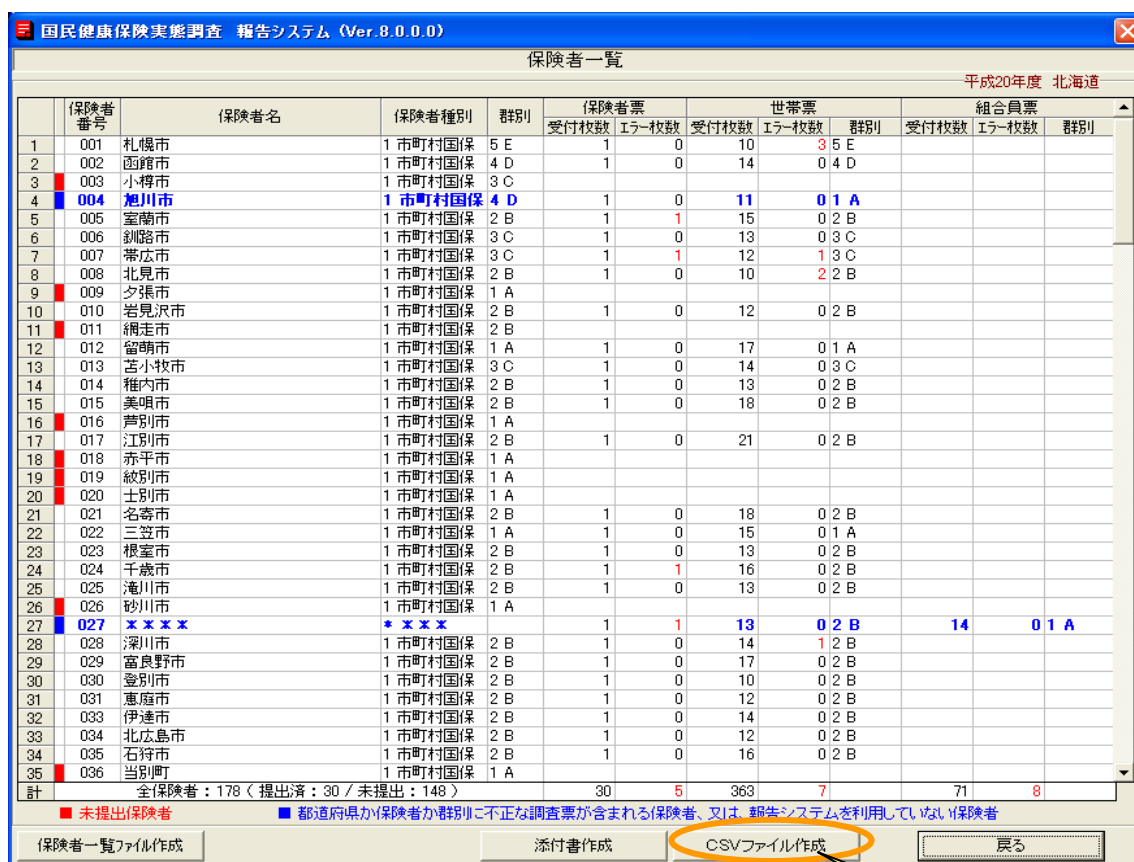 国民健康保険実態調査 報告システム (Ver.8.0.0.0)
保険者一覧
平成20年度 北海道
保険者番号 保険者名 保険者種別 群別 保険者票 世帯票 組合員票
受付枚数 エラー枚数 受付枚数 エラー枚数 群別 受付枚数 エラー枚数 群別
1 001 札幌市 1 市町村国保 5 E 1 0 10 3 5 E
2 002 函館市 1 市町村国保 4 D 1 0 14 0 4 D
3 003 小樽市 1 市町村国保 3 C
4 004 旭川市 1 市町村国保 4 D 1 0 11 0 1 A
5 005 室蘭市 1 市町村国保 2 B 1 1 15 0 2 B
6 006 釧路市 1 市町村国保 3 C 1 0 13 0 3 C
7 007 帯広市 1 市町村国保 3 C 1 1 12 1 3 C
8 008 北見市 1 市町村国保 2 B 1 0 10 2 2 B
9 009 夕張市 1 市町村国保 1 A
10 010 岩見沢市 1 市町村国保 2 B 1 0 12 0 2 B
11 011 網走市 1 市町村国保 2 B
12 012 留萌市 1 市町村国保 1 A 1 0 17 0 1 A
13 013 苫小牧市 1 市町村国保 3 C 1 0 14 0 3 C
14 014 稚内市 1 市町村国保 2 B 1 0 13 0 2 B
15 015 美唄市 1 市町村国保 2 B 1 0 18 0 2 B
16 016 芦別市 1 市町村国保 1 A
17 017 江別市 1 市町村国保 2 B 1 0 21 0 2 B
18 018 赤平市 1 市町村国保 1 A
19 019 紋別市 1 市町村国保 1 A
20 020 士別市 1 市町村国保 1 A
21 021 名寄市 1 市町村国保 2 B 1 0 18 0 2 B
22 022 三笠市 1 市町村国保 1 A 1 0 15 0 1 A
23 023 根室市 1 市町村国保 2 B 1 0 13 0 2 B
24 024 千歳市 1 市町村国保 2 B 1 1 16 0 2 B
25 025 滝川市 1 市町村国保 2 B 1 0 13 0 2 B
26 026 砂川市 1 市町村国保 1 A
27 027 ＊＊＊＊ * ＊＊＊ 1 1 13 0 2 B 14 0 1 A
28 028 深川市 1 市町村国保 2 B 1 0 14 1 2 B
29 029 富良野市 1 市町村国保 2 B 1 0 17 0 2 B
30 030 登別市 1 市町村国保 2 B 1 0 10 0 2 B
31 031 恵庭市 1 市町村国保 2 B 1 0 12 0 2 B
32 033 伊達市 1 市町村国保 2 B 1 0 14 0 2 B
33 034 北広島市 1 市町村国保 2 B 1 0 12 0 2 B
34 035 石狩市 1 市町村国保 2 B 1 0 16 0 2 B
35 036 当別町 1 市町村国保 1 A
計 全保険者：178（ 提出済：30 / 未提出：148 ） 30 5 363 7 71 8
■ 未提出保険者 ■ 都道府県か保険者か群別に不正な調査票が含まれる保険者、又は、報告システムを利用していない保険者
保険者一覧ファイル作成 添付書作成 CSVファイル作成 戻る